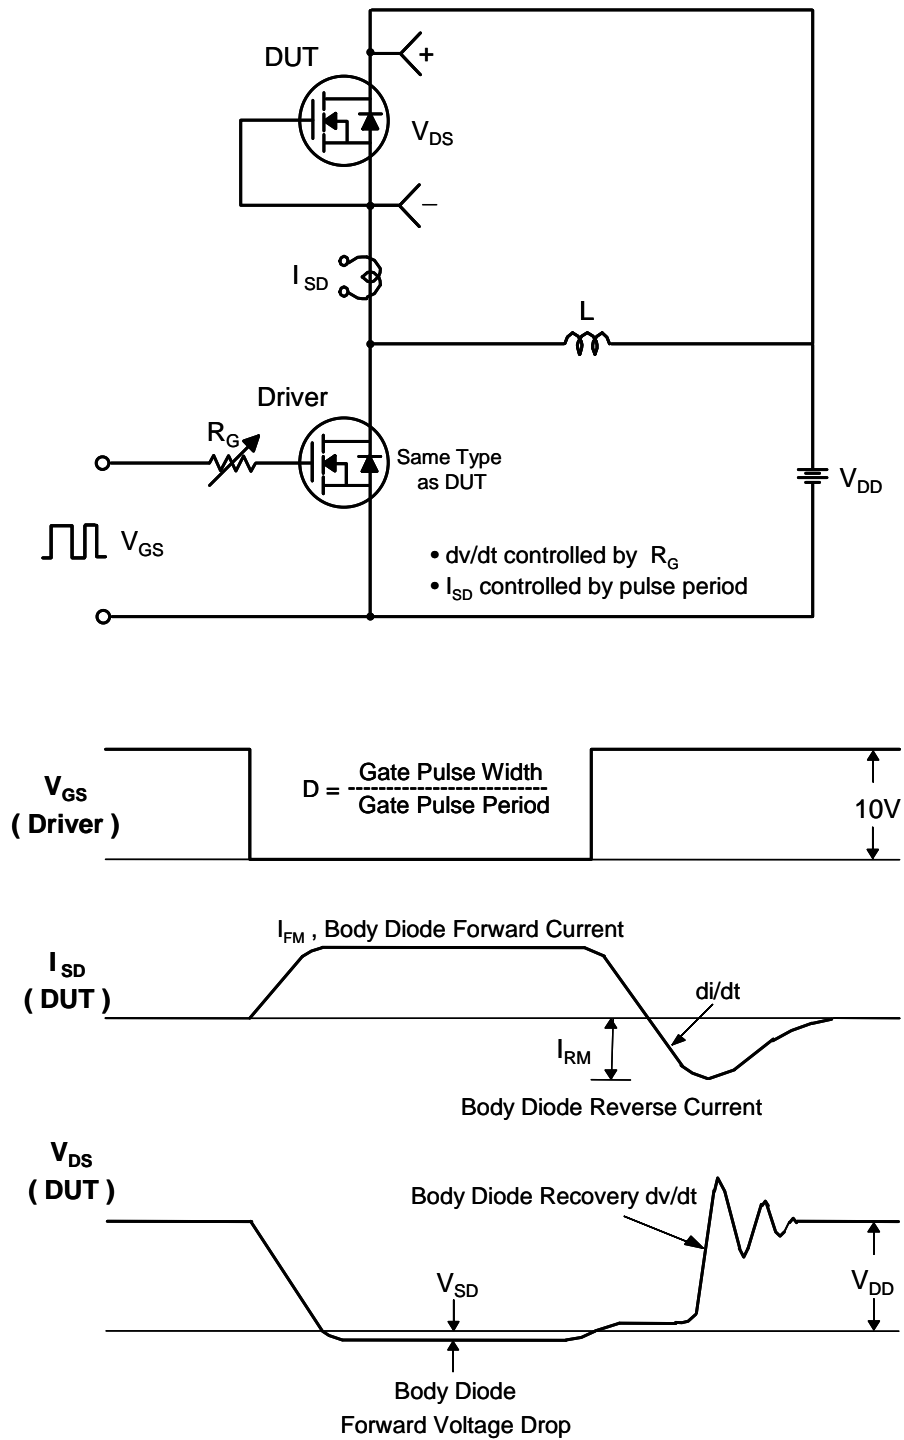 DUT
+
V_DS
−
I_SD
L
Driver
R_G
Same Type
as DUT
V_DD
V_GS
• dv/dt controlled by R_G
• I_SD controlled by pulse period
V_GS
( Driver )
D = Gate Pulse Width
--------------------------
Gate Pulse Period
10V
I_FM , Body Diode Forward Current
I_SD
( DUT )
di/dt
I_RM
Body Diode Reverse Current
V_DS
( DUT )
Body Diode Recovery dv/dt
V_SD
V_DD
Body Diode
Forward Voltage Drop